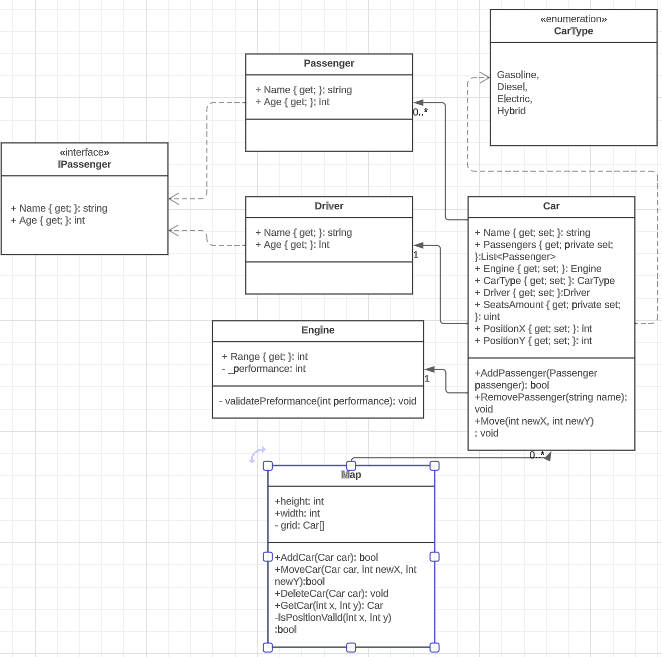 «enumeration»
CarType
Gasoline,
Diesel,
Electric,
Hybrid
Passenger
+ Name { get; }; string
+ Age { get; }: int
0..*
«interface»
IPassenger
+ Name { get; }: string
+ Age { get; }: int
Driver
+ Name { get; }: string
+ Age { get; }: int
1
Car
+ Name { get; set; }: string
+ Passengers { get; private set;
}:List<Passenger>
+ Engine { get; set; }: Engine
+ CarType { get; set; }: CarType
+ Driver { get; set; }:Driver
+ SeatsAmount { get; private set;
}: uint
+ PositionX { get; set; }: int
+ PositionY { get; set; }: int
+AddPassenger(Passenger
passenger): bool
+RemovePassenger(string name):
void
+Move(int newX, int newY)
: void
Engine
+ Range { get; }: int
- _performance: int
- validatePreformance(int performance): void
1
0..*
Map
+height: int
+width: int
- grid: Car[]
+AddCar(Car car): bool
+MoveCar(Car car, int newX, int
newY):bool
+DeleteCar(Car car): void
+GetCar(int x, int y): Car
-IsPositionValid(int x, int y)
:bool